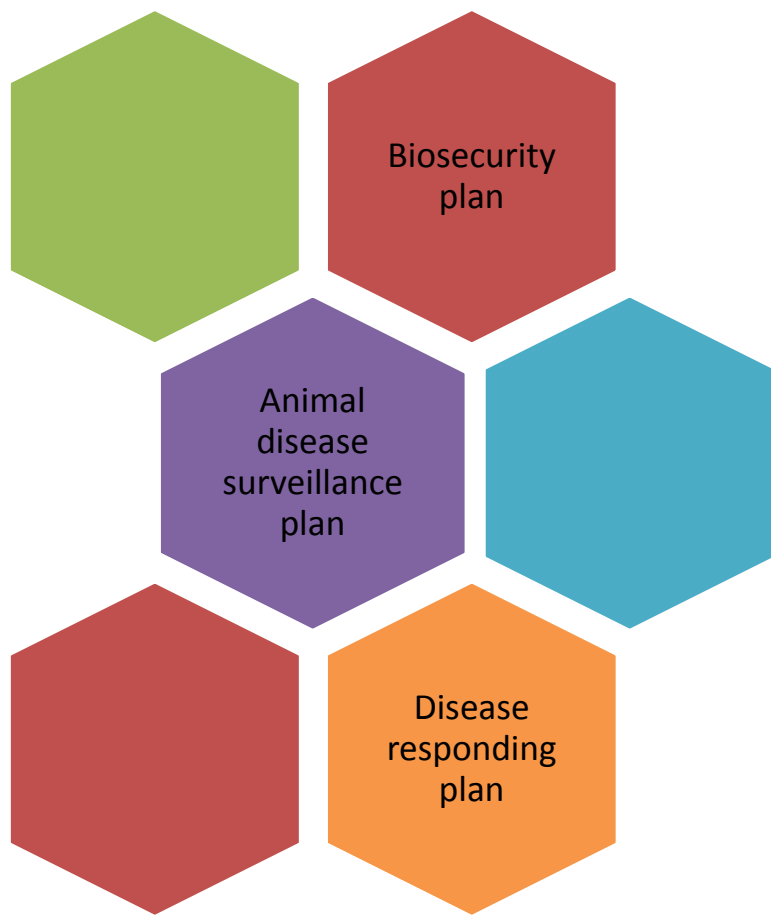 Biosecurity
plan
Animal
disease
surveillance
plan
Disease
responding
plan